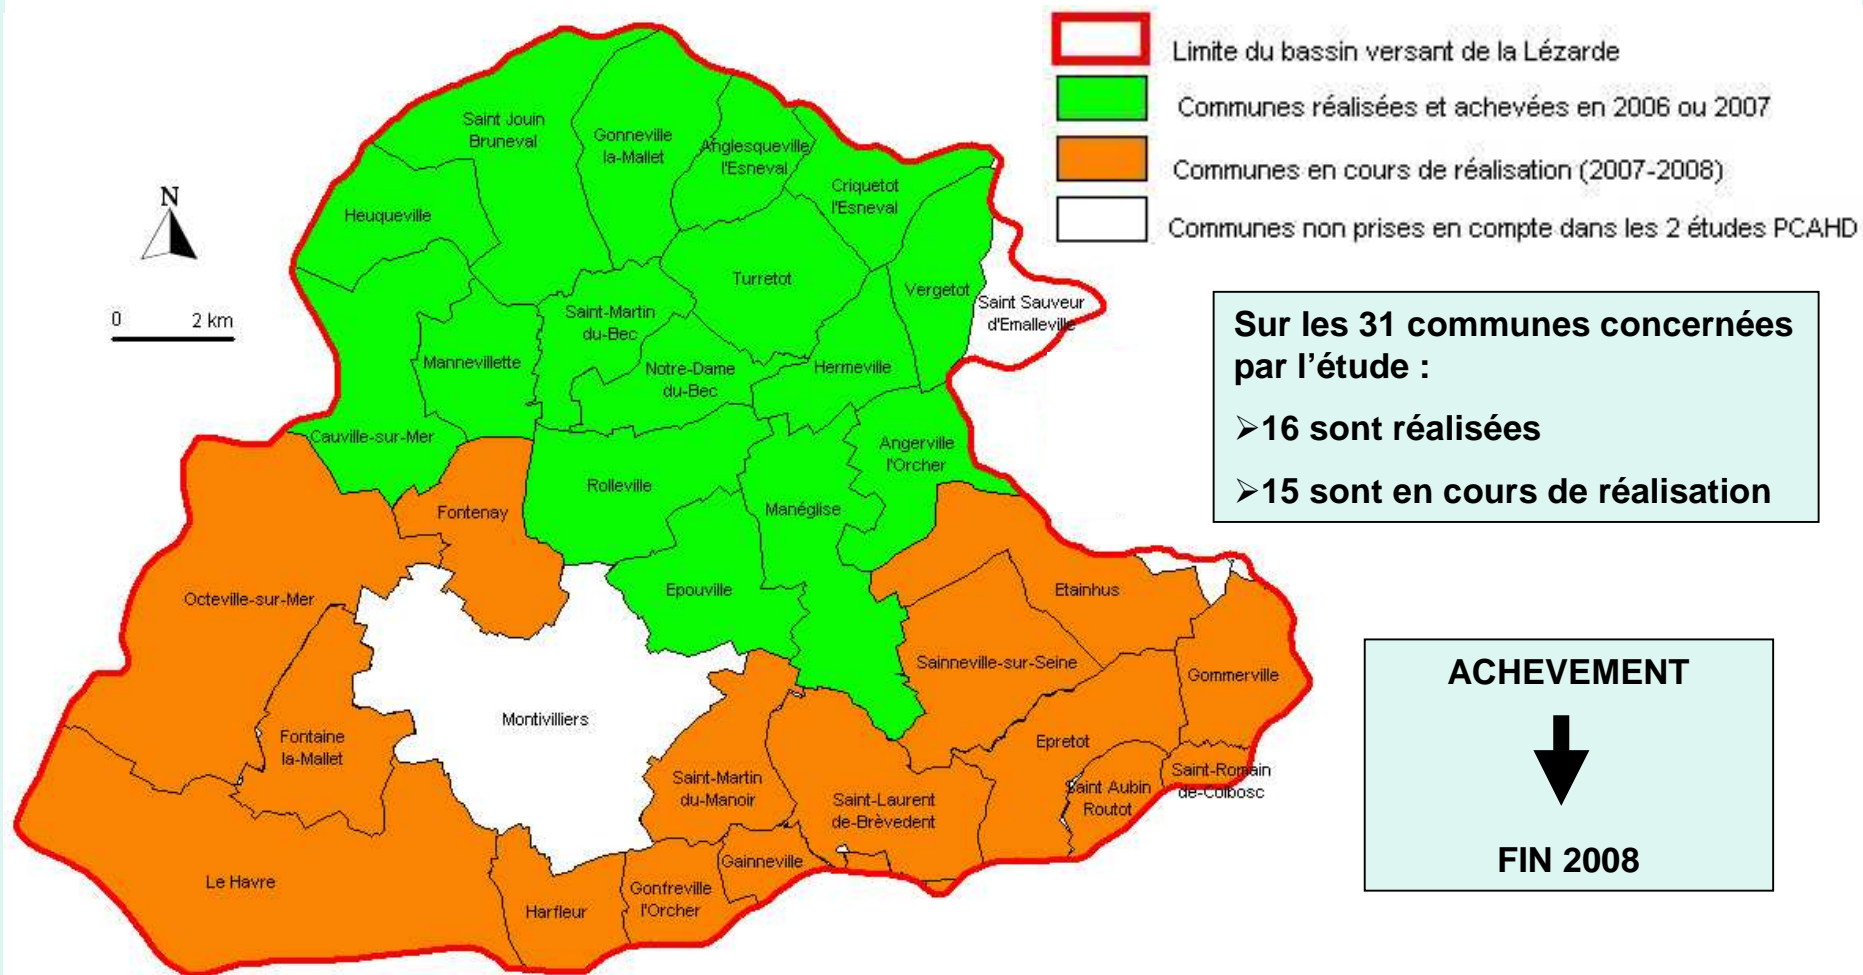 Limite du bassin versant de la Lézarde
Communes réalisées et achevées en 2006 ou 2007
Communes en cours de réalisation (2007-2008)
Communes non prises en compte dans les 2 études PCAHD
N
0 2 km
Saint Jouin
Bruneval
Gonneville
la-Mallet
Anglesqueville
l'Esneval
Criquetot
l'Esneval
Heuqueville
Turretot
Vergetot
Saint Sauveur
d'Emalleville
Saint-Martin
du-Bec
Mannevillette
Notre-Dame
du-Bec
Hermeville
Cauville-sur-Mer
Angerville
l'Orcher
Rolleville
Manéglise
Fontenay
Epouville
Etainhus
Octeville-sur-Mer
Sainneville-sur-Seine
Gommerville
Montivilliers
Fontaine
la-Mallet
Epretot
Saint-Martin
du-Manoir
Saint-Laurent
de-Brèvedent
Saint Aubin
Routot
Saint-Romain
de-Colbosc
Gainneville
Le Havre
Harfleur
Gonfreville
l'Orcher
Sur les 31 communes concernées
par l'étude :
➢16 sont réalisées
➢15 sont en cours de réalisation
ACHEVEMENT
FIN 2008